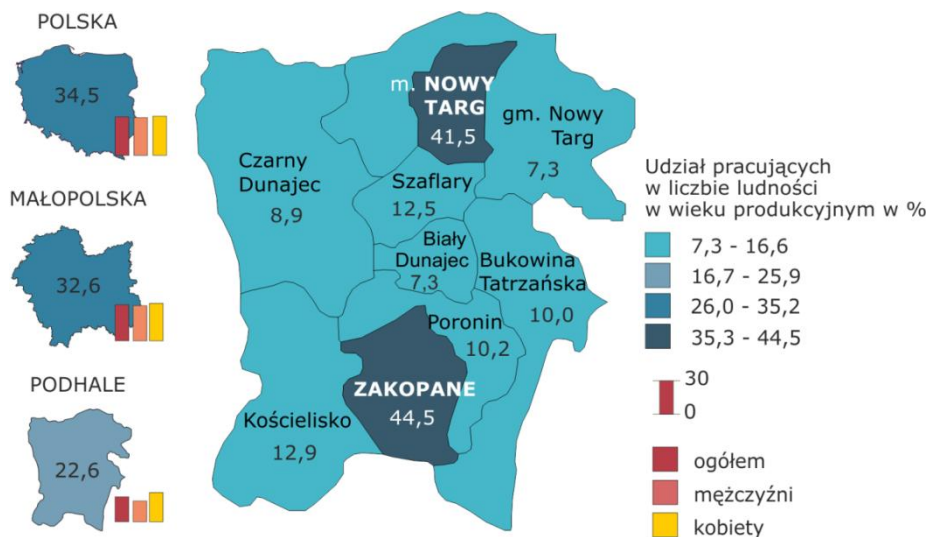 POLSKA
34,5
MAŁOPOLSKA
32,6
PODHALE
22,6
m. NOWY
TARG
41,5
gm. Nowy
Targ
7,3
Czarny
Dunajec
8,9
Szaflary
12,5
Biały
Dunajec
7,3
Bukowina
Tatrzańska
10,0
Poronin
10,2
ZAKOPANE
44,5
Kościelisko
12,9
Udział pracujących
w liczbie ludności
w wieku produkcyjnym w %
7,3 - 16,6
16,7 - 25,9
26,0 - 35,2
35,3 - 44,5
30
0
ogółem
mężczyźni
kobiety